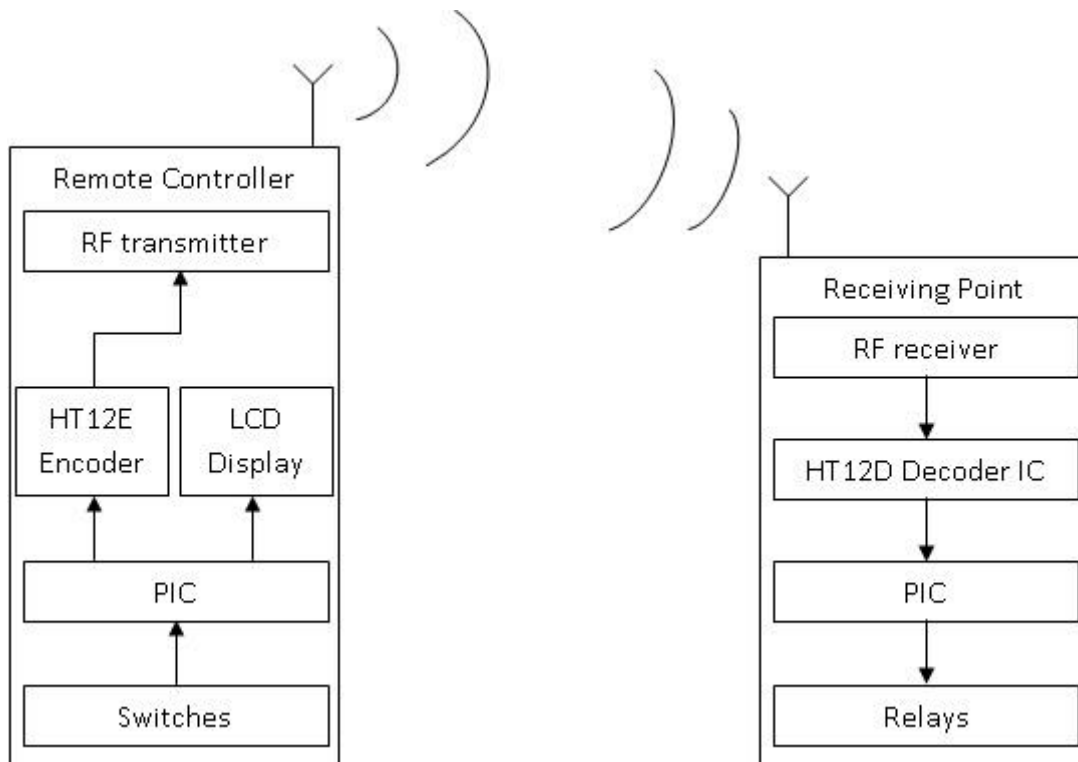 Remote Controller
RF transmitter
HT12E
Encoder
LCD
Display
PIC
Switches
Receiving Point
RF receiver
HT12D Decoder IC
PIC
Relays